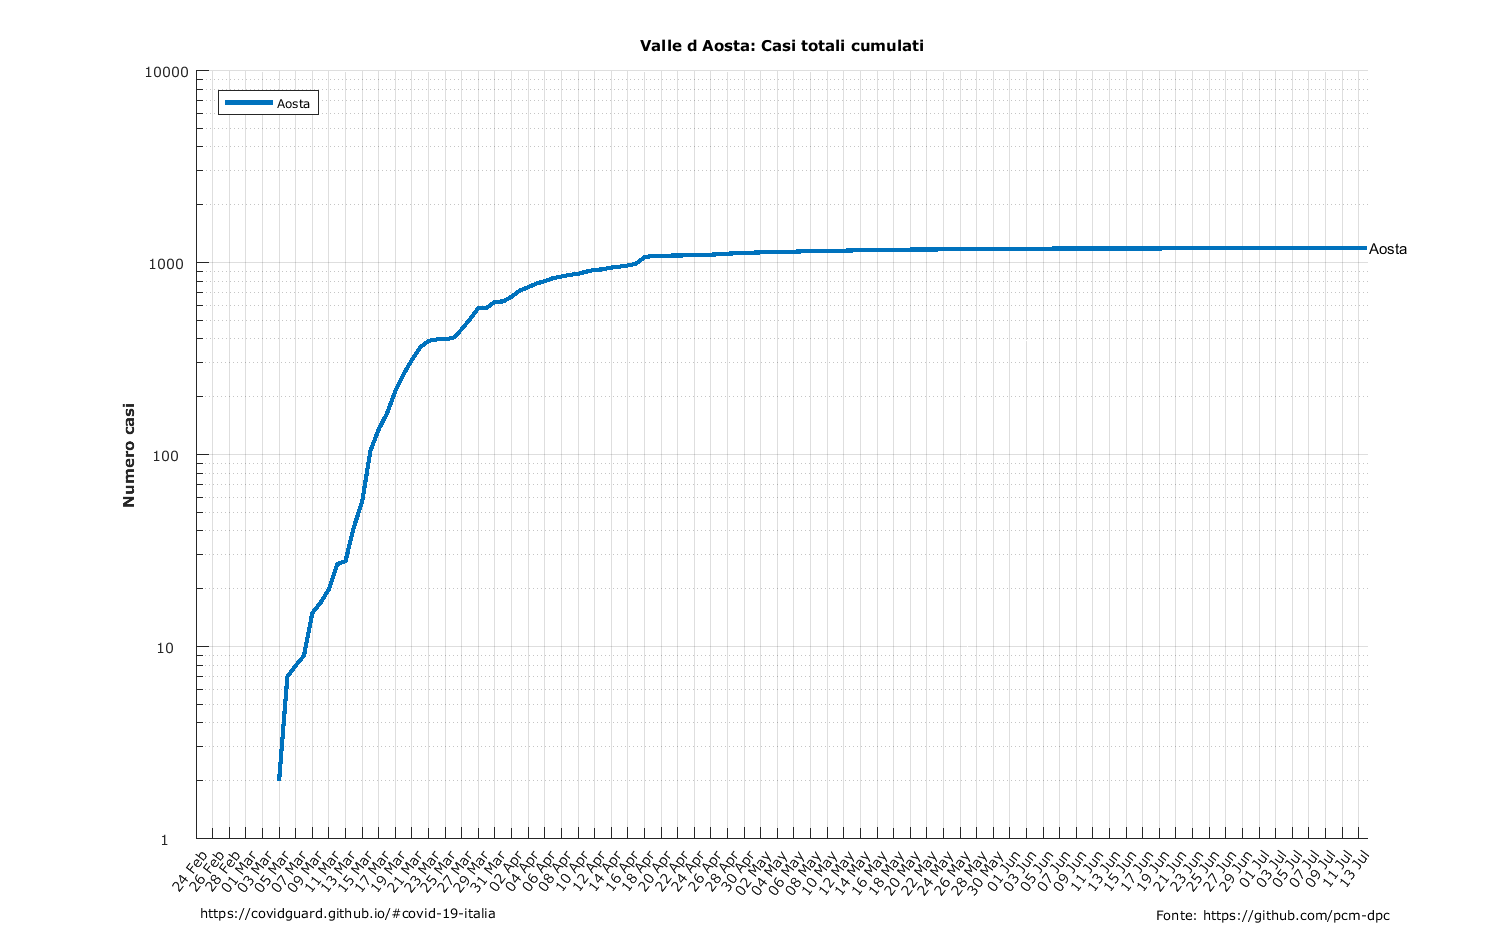 Valle d Aosta: Casi totali cumulati
10000
1000
100
10
1
Numero casi
Aosta
Aosta
24 Feb
26 Feb
28 Feb
01 Mar
03 Mar
05 Mar
07 Mar
09 Mar
11 Mar
13 Mar
15 Mar
17 Mar
19 Mar
21 Mar
23 Mar
25 Mar
27 Mar
29 Mar
31 Mar
02 Apr
04 Apr
06 Apr
08 Apr
10 Apr
12 Apr
14 Apr
16 Apr
18 Apr
20 Apr
22 Apr
24 Apr
26 Apr
28 Apr
30 Apr
02 May
04 May
06 May
08 May
10 May
12 May
14 May
16 May
18 May
20 May
22 May
24 May
26 May
28 May
30 May
01 Jun
03 Jun
05 Jun
07 Jun
09 Jun
11 Jun
13 Jun
15 Jun
17 Jun
19 Jun
21 Jun
23 Jun
25 Jun
27 Jun
29 Jun
01 Jul
03 Jul
05 Jul
07 Jul
09 Jul
11 Jul
13 Jul
https://covidguard.github.io/#covid-19-italia
Fonte: https://github.com/pcm-dpc